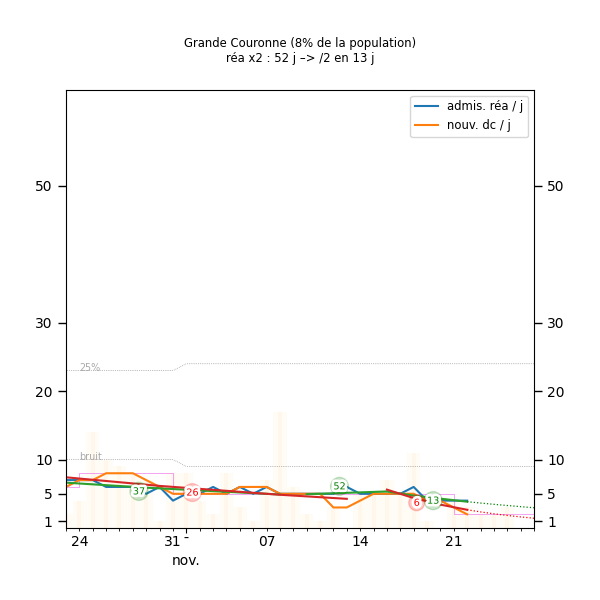 Grande Couronne (8% de la population)
réa x2 : 52 j –> /2 en 13 j
admis. réa / j
nouv. dc / j
50 50
30 30
25%
20 20
bruit
10 10
52
37 26 6 13
5 5
1 1
24 31 07 14 21
nov.